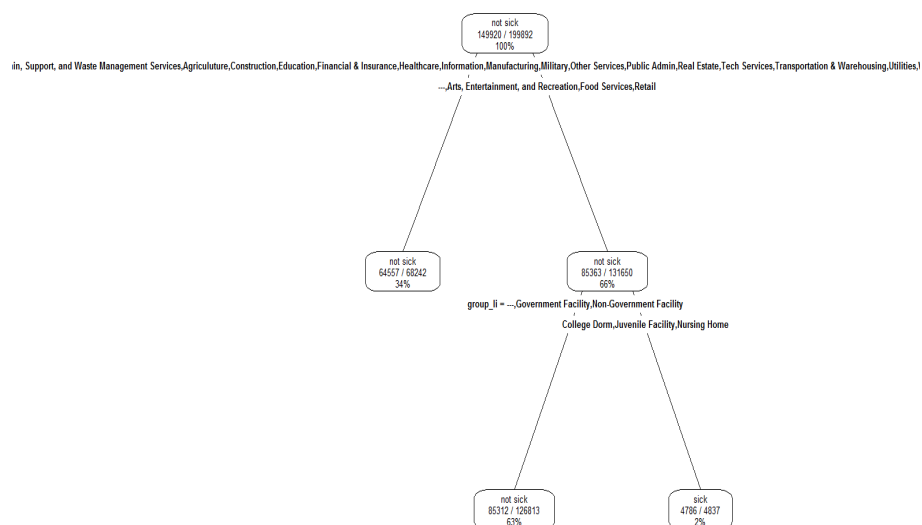 not sick
149920 / 199892
100%
Support, and Waste Management Services,Agriculuture,Construction,Education,Financial & Insurance,Healthcare,Information,Manufacturing,Military,Other Services,Public Admin,Real Estate,Tech Services,Transportation & Warehousing,Utilities,
---,Arts, Entertainment, and Recreation,Food Services,Retail
not sick
64557 / 68242
34%
not sick
85363 / 131650
66%
group_li = ---,Government Facility,Non-Government Facility
College Dorm,Juvenile Facility,Nursing Home
not sick
85312 / 126813
63%
sick
4786 / 4837
2%